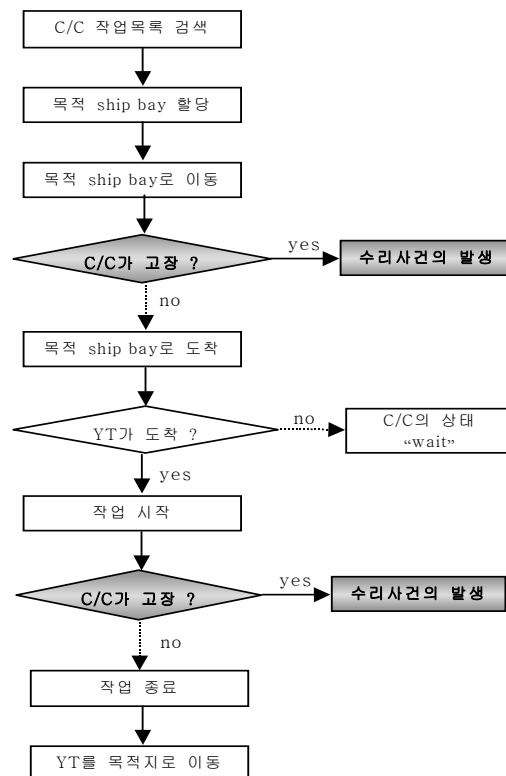 C/C 작업목록 검색
목적 ship bay 할당
목적 ship bay로 이동
C/C가 고장 ?
yes
수리사건의 발생
no
목적 ship bay로 도착
YT가 도착 ?
no
C/C의 상태
“wait”
yes
작업 시작
C/C가 고장 ?
yes
수리사건의 발생
no
작업 종료
YT를 목적지로 이동